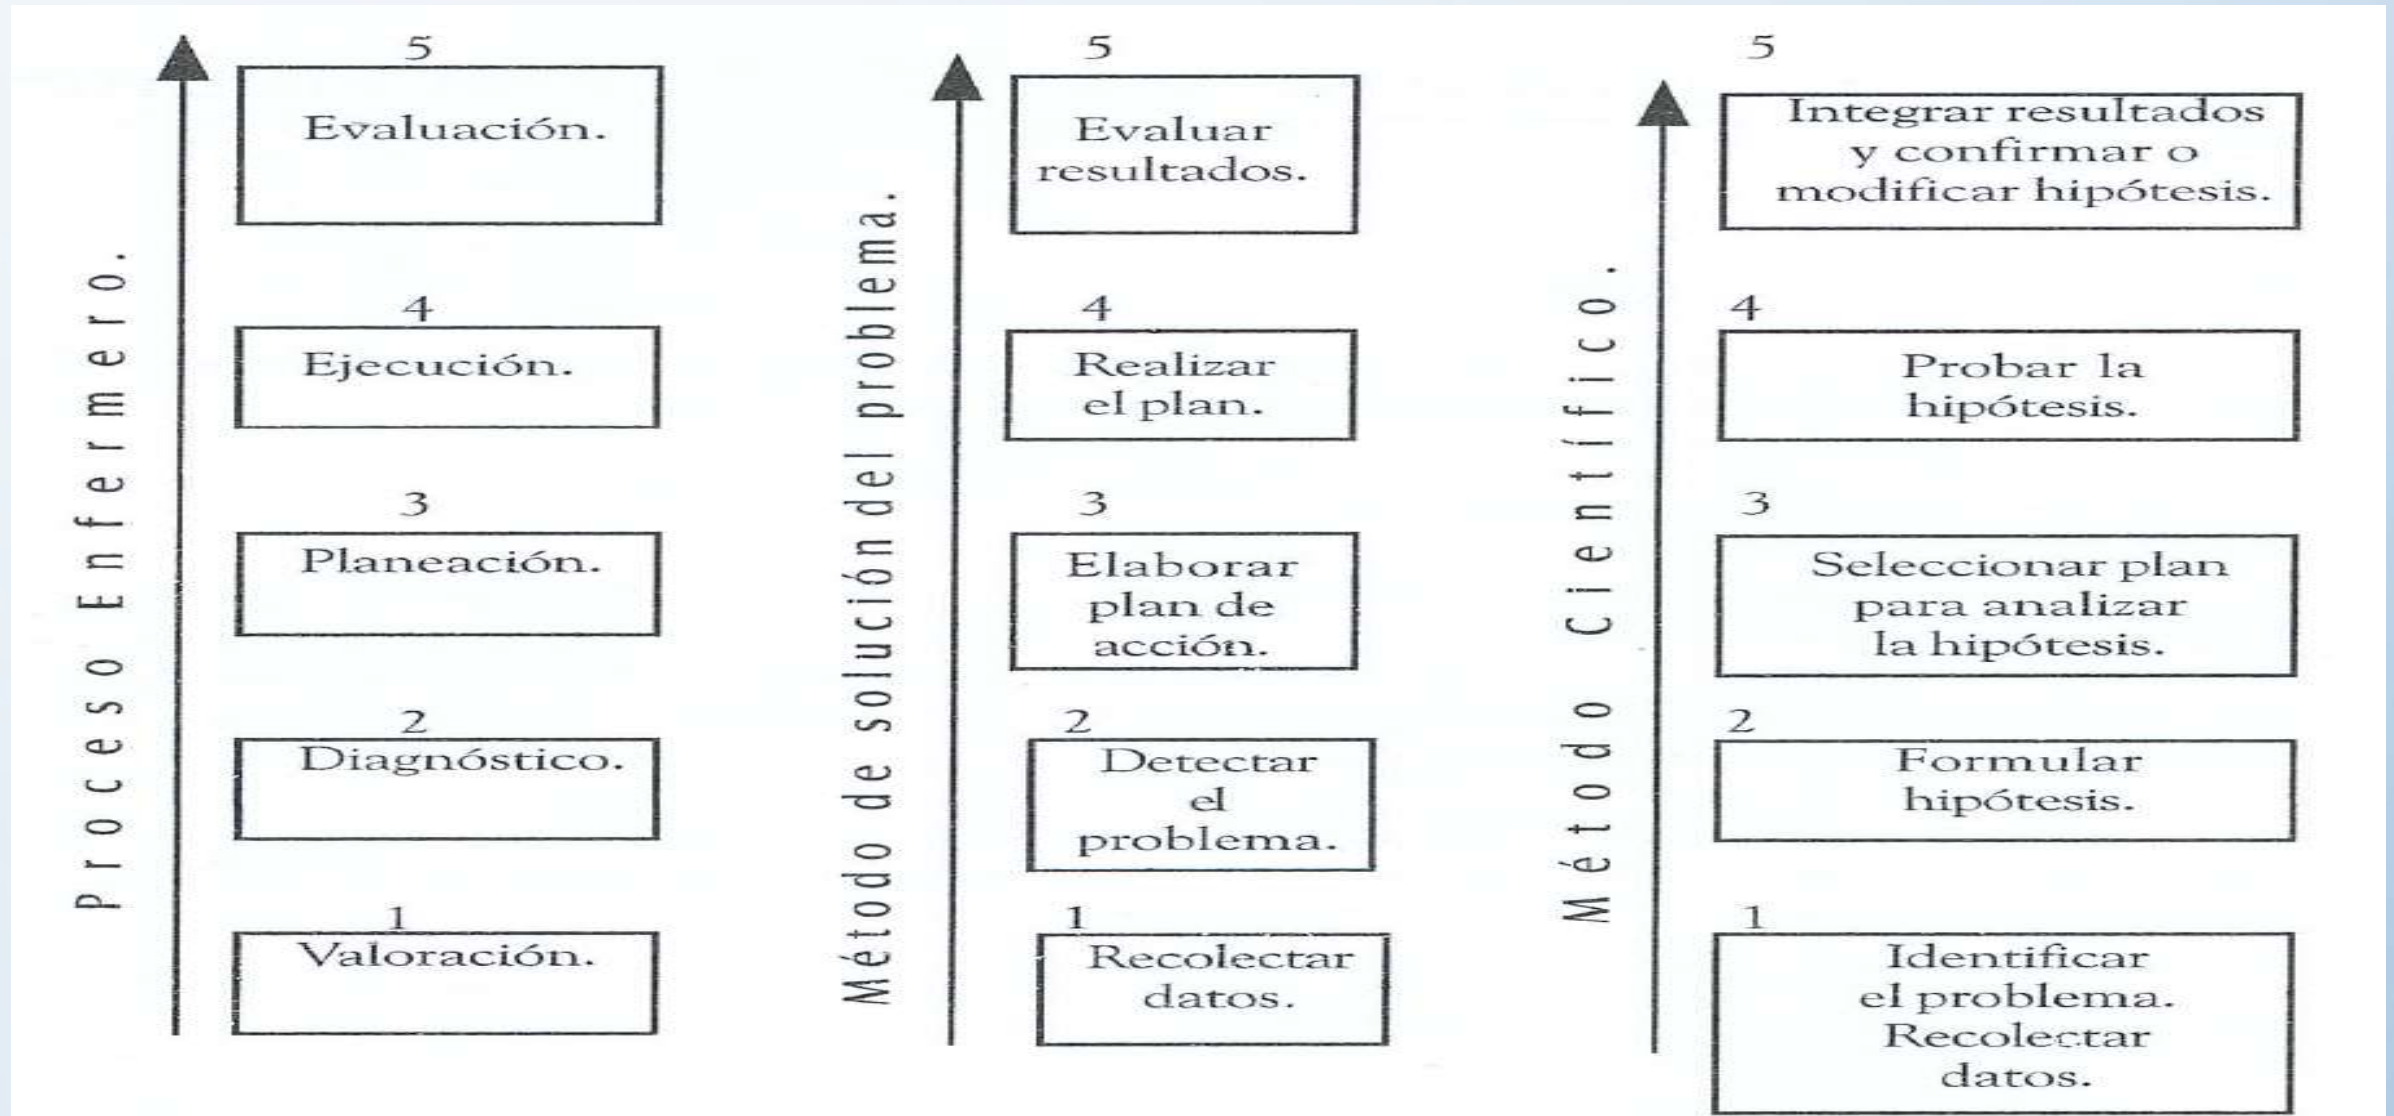 Proceso Enfermero.
5
Evaluación.
4
Ejecución.
3
Planeación.
2
Diagnóstico.
1
Valoración.
Método de solución del problema.
5
Evaluar
resultados.
4
Realizar
el plan.
3
Elaborar
plan de
acción.
2
Detectar
el
problema.
1
Recolectar
datos.
Método Científico.
5
Integrar resultados
y confirmar o
modificar hipótesis.
4
Probar la
hipótesis.
3
Seleccionar plan
para analizar
la hipótesis.
2
Formular
hipótesis.
1
Identificar
el problema.
Recolectar
datos.